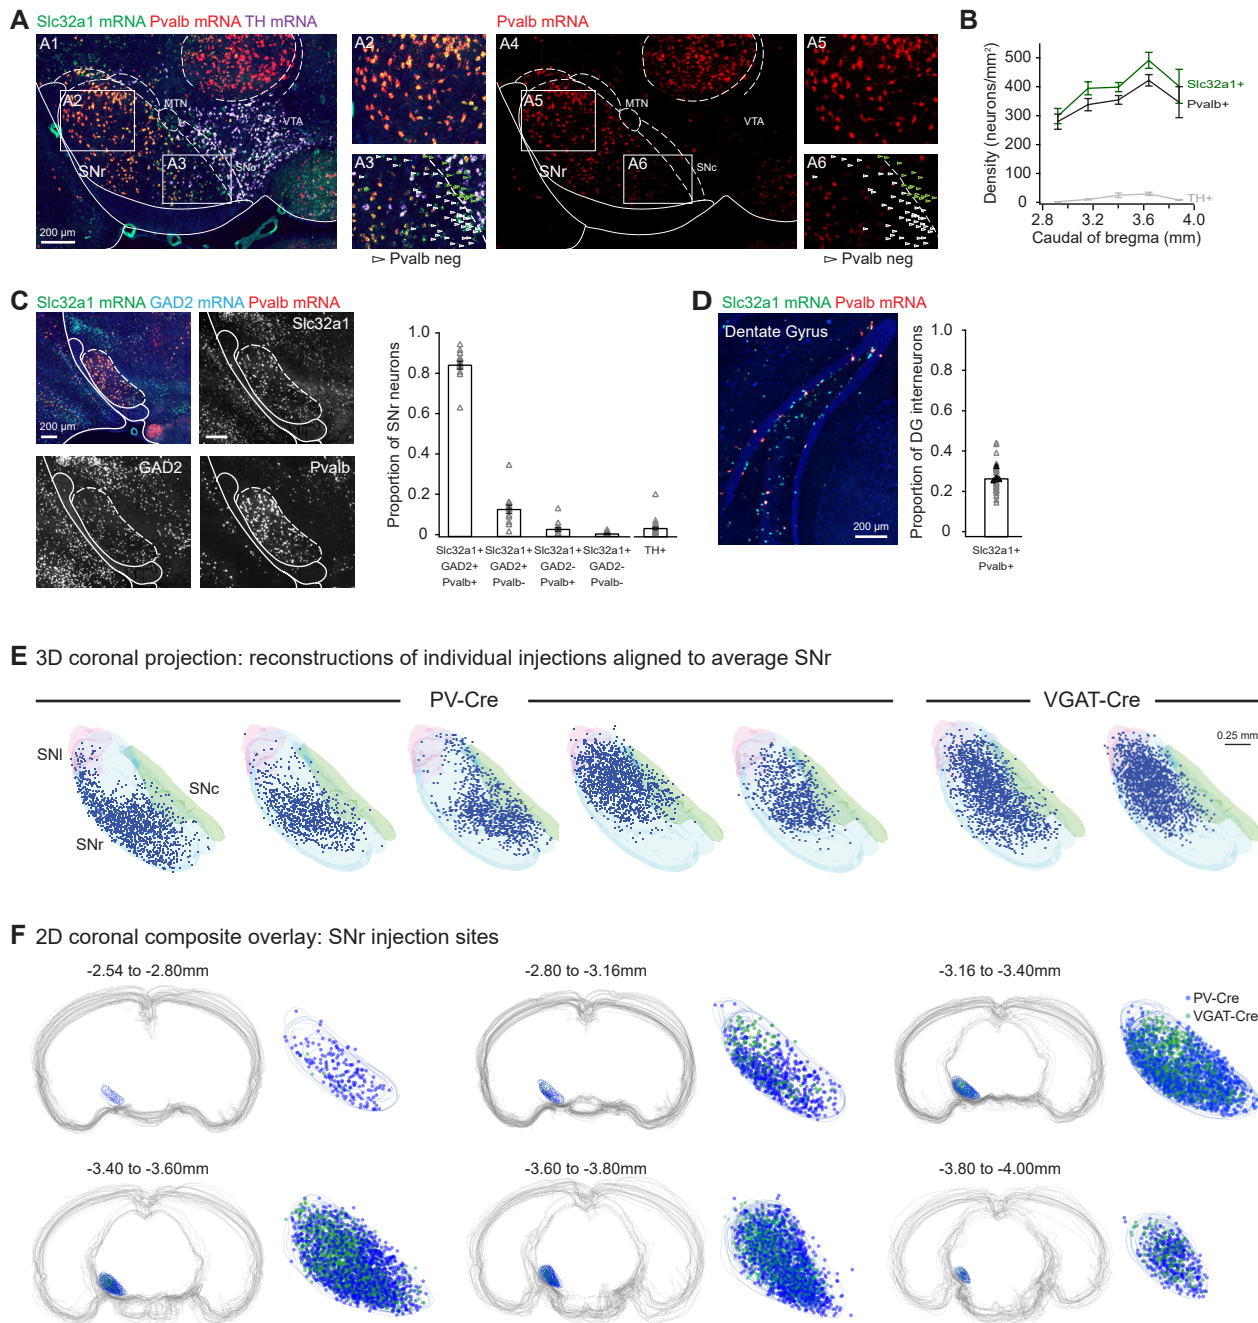 A
Slc32a1 mRNA Pvalb mRNA TH mRNA
A1
A2
MTN
VTA
A3
SNc
SNr
200 µm
A2
A3
▻ Pvalb neg
Pvalb mRNA
A4
A5
MTN
VTA
A6
SNc
SNr
A5
A6
▻ Pvalb neg
B
Density (neurons/mm²)
500
400
300
200
100
0
Slc32a1+
Pvalb+
TH+
2.8 3.2 3.6 4.0
Caudal of bregma (mm)
C
Slc32a1 mRNA GAD2 mRNA Pvalb mRNA
200 µm
Slc32a1
GAD2
Pvalb
Proportion of SNr neurons
1.0
0.8
0.6
0.4
0.2
0
Slc32a1+ Slc32a1+ Slc32a1+ Slc32a1+ TH+
GAD2+ GAD2+ GAD2- GAD2-
Pvalb+ Pvalb- Pvalb+ Pvalb-
D
Slc32a1 mRNA Pvalb mRNA
Dentate Gyrus
200 µm
Proportion of DG interneurons
1.0
0.8
0.6
0.4
0.2
0
Slc32a1+
Pvalb+
E 3D coronal projection: reconstructions of individual injections aligned to average SNr
PV-Cre
VGAT-Cre
0.25 mm
SNl
SNc
SNr
F 2D coronal composite overlay: SNr injection sites
-2.54 to -2.80mm
-2.80 to -3.16mm
-3.16 to -3.40mm
PV-Cre
VGAT-Cre
-3.40 to -3.60mm
-3.60 to -3.80mm
-3.80 to -4.00mm